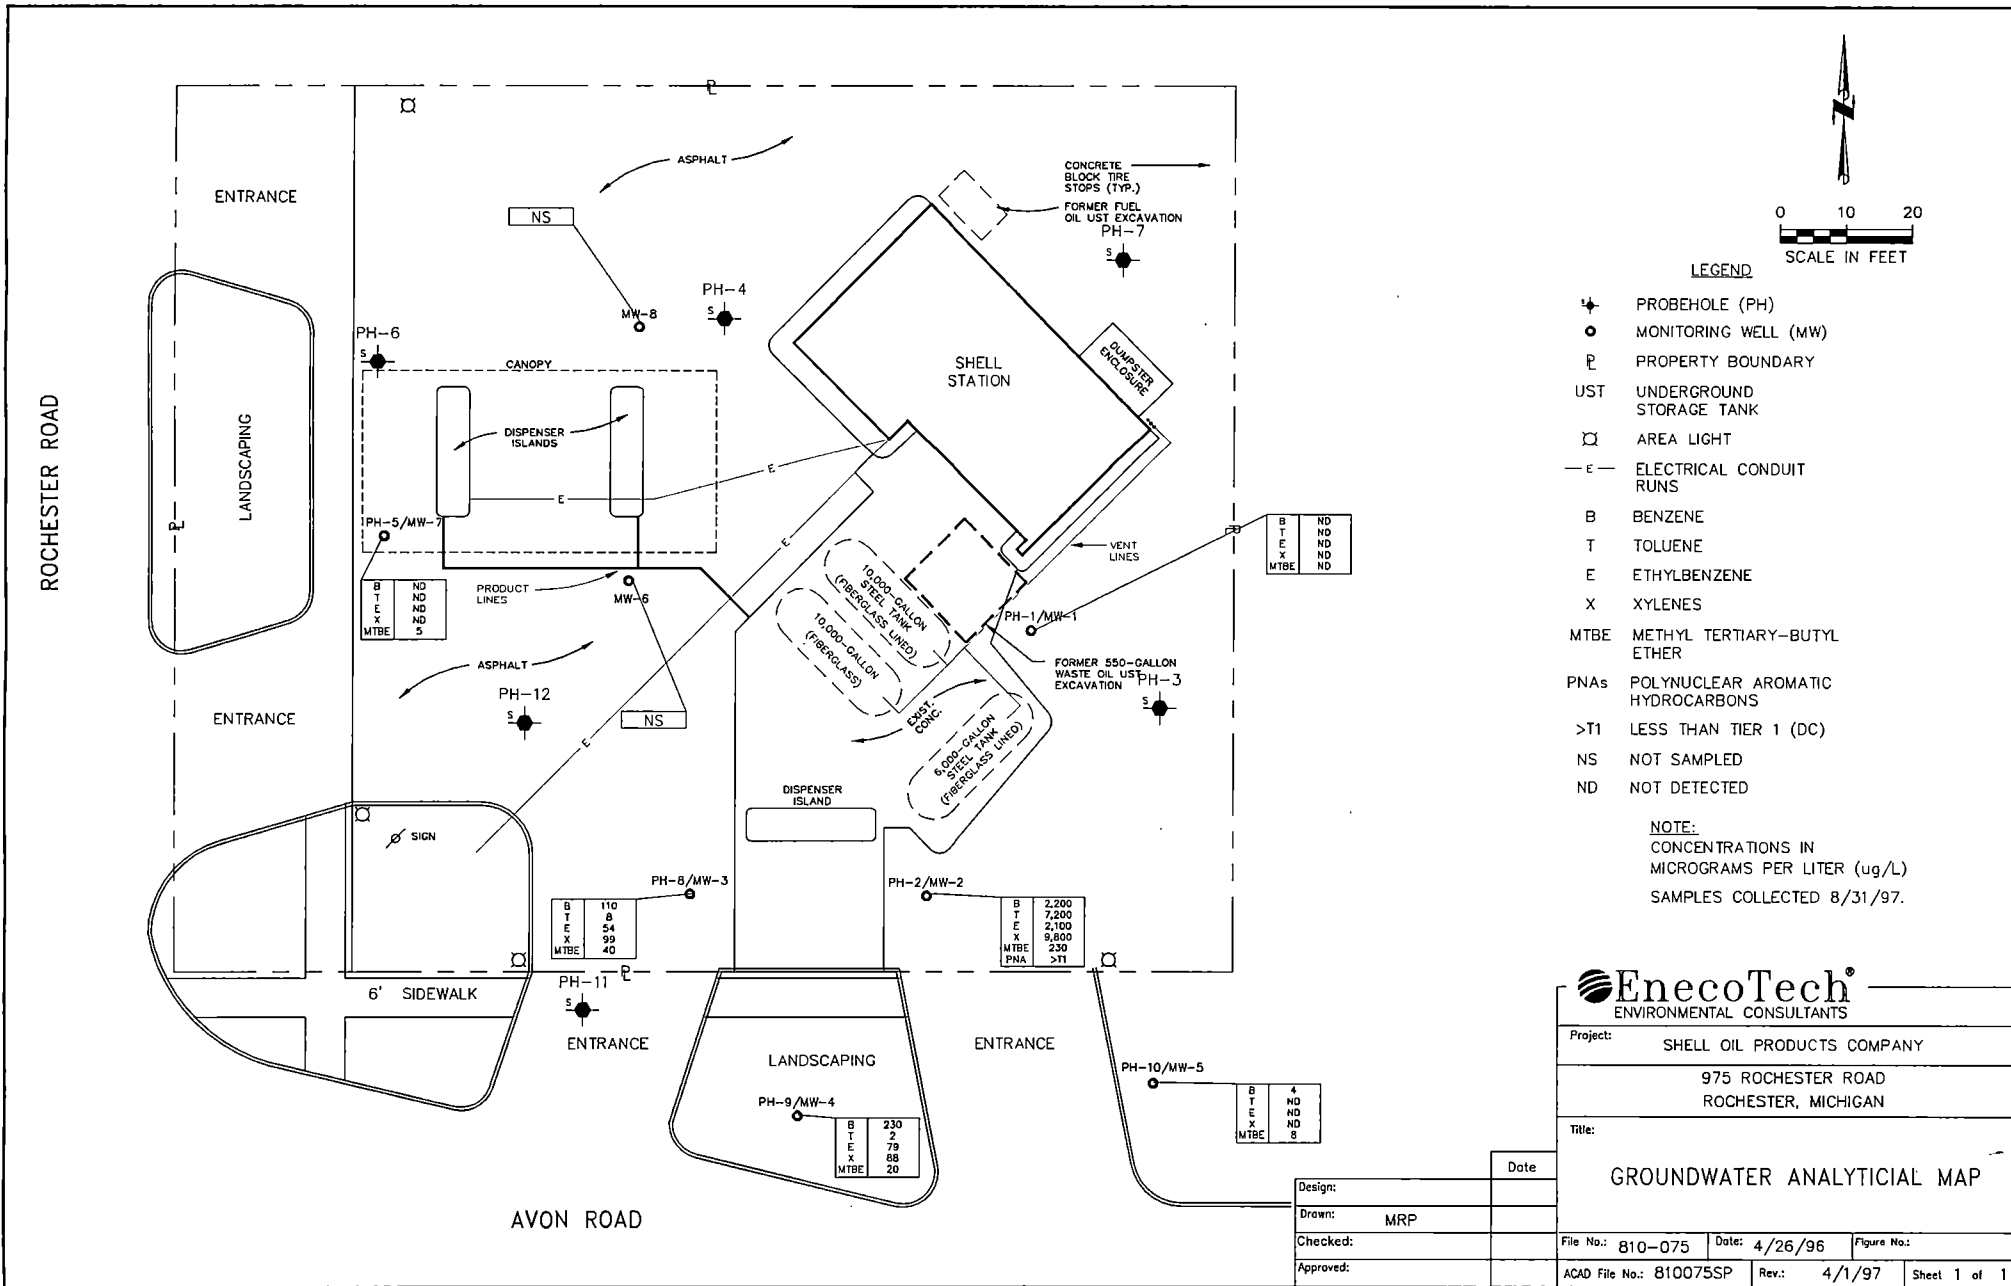 ROCHESTER ROAD
ENTRANCE
LANDSCAPING
ENTRANCE
ASPHALT
NS
MW-8
PH-4
S
PH-6
S
CANOPY
DISPENSER
ISLANDS
E
E
PH-5/MW-7
B ND
T ND
E ND
X ND
MTBE 5
PRODUCT
LINES
MW-6
ASPHALT
PH-12
S
NS
E
E
SIGN
CONCRETE
BLOCK TIRE
STOPS (TYP.)
FORMER FUEL
OIL UST EXCAVATION
PH-7
S
SHELL
STATION
DUMPSTER
ENCLOSURE
VENT
LINES
B ND
T ND
E ND
X ND
MTBE ND
PH-1/MW-1
10,000-GALLON
STEEL TANK
(FIBERGLASS LINED)
10,000-GALLON
(FIBERGLASS)
FORMER 550-GALLON
WASTE OIL UST
EXCAVATION
PH-3
S
EXIST.
CONC.
6,000-GALLON
STEEL TANK
(FIBERGLASS LINED)
DISPENSER
ISLAND
PH-8/MW-3
B 110
T 8
E 54
X 99
MTBE 40
PH-2/MW-2
B 2,200
T 7,200
E 2,100
X 9,800
MTBE 230
PNA >T1
6' SIDEWALK
PH-11
S
ENTRANCE
LANDSCAPING
PH-9/MW-4
B 230
T 2
E 79
X 88
MTBE 20
ENTRANCE
PH-10/MW-5
B 4
T ND
E ND
X ND
MTBE 8
AVON ROAD
N
0 10 20
SCALE IN FEET
LEGEND
S PROBEHOLE (PH)
MONITORING WELL (MW)
PL PROPERTY BOUNDARY
UST UNDERGROUND
STORAGE TANK
AREA LIGHT
—E— ELECTRICAL CONDUIT
RUNS
B BENZENE
T TOLUENE
E ETHYLBENZENE
X XYLENES
MTBE METHYL TERTIARY-BUTYL
ETHER
PNAs POLYNUCLEAR AROMATIC
HYDROCARBONS
>T1 LESS THAN TIER 1 (DC)
NS NOT SAMPLED
ND NOT DETECTED
NOTE:
CONCENTRATIONS IN
MICROGRAMS PER LITER (ug/L)
SAMPLES COLLECTED 8/31/97.
EnecoTech®
ENVIRONMENTAL CONSULTANTS
Project: SHELL OIL PRODUCTS COMPANY
975 ROCHESTER ROAD
ROCHESTER, MICHIGAN
Title:
GROUNDWATER ANALYTICIAL MAP
Date
Design:
Drawn: MRP
Checked:
Approved:
File No.: 810-075 Date: 4/26/96 Figure No.:
ACAD File No.: 810075SP Rev.: 4/1/97 Sheet 1 of 1